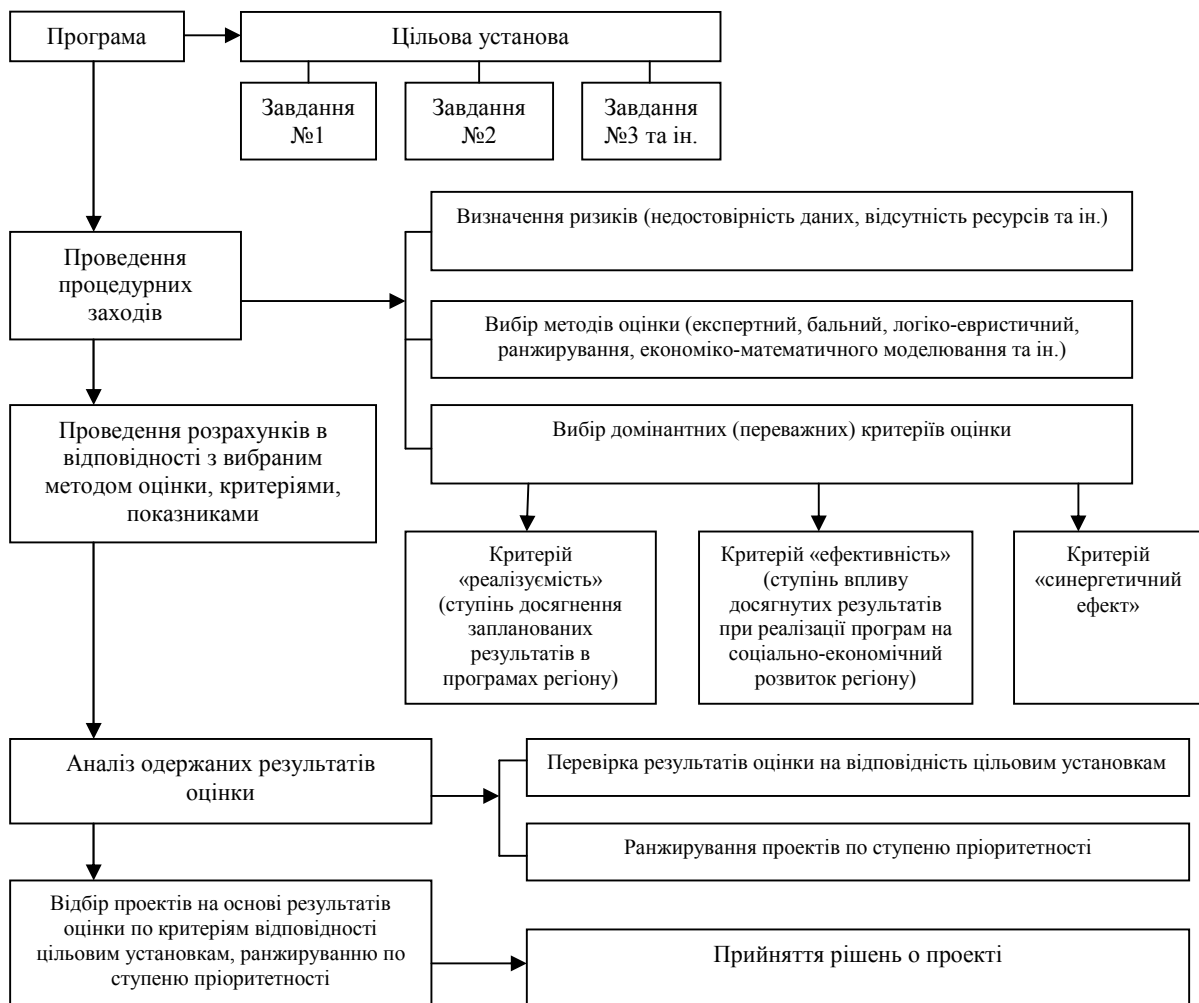 Програма
Цільова установа
Завдання
№1
Завдання
№2
Завдання
№3 та ін.
Визначення ризиків (недостовірність даних, відсутність ресурсів та ін.)
Проведення
процедурних
заходів
Вибір методів оцінки (експертний, бальний, логіко-евристичний,
ранжирування, економіко-математичного моделювання та ін.)
Вибір домінантних (переважних) критеріїв оцінки
Проведення розрахунків в
відповідності з вибраним
методом оцінки, критеріями,
показниками
Критерій
«реалізуємість»
(ступінь досягнення
запланованих
результатів в
програмах регіону)
Критерій «ефективність»
(ступінь впливу
досягнутих результатів
при реалізації програм на
соціально-економічний
розвиток регіону)
Критерій
«синергетичний
ефект»
Аналіз одержаних результатів
оцінки
Перевірка результатів оцінки на відповідність цільовим установкам
Ранжирування проектів по ступеню пріоритетності
Відбір проектів на основі результатів
оцінки по критеріям відповідності
цільовим установкам, ранжируванню по
ступеню пріоритетності
Прийняття рішень о проекті